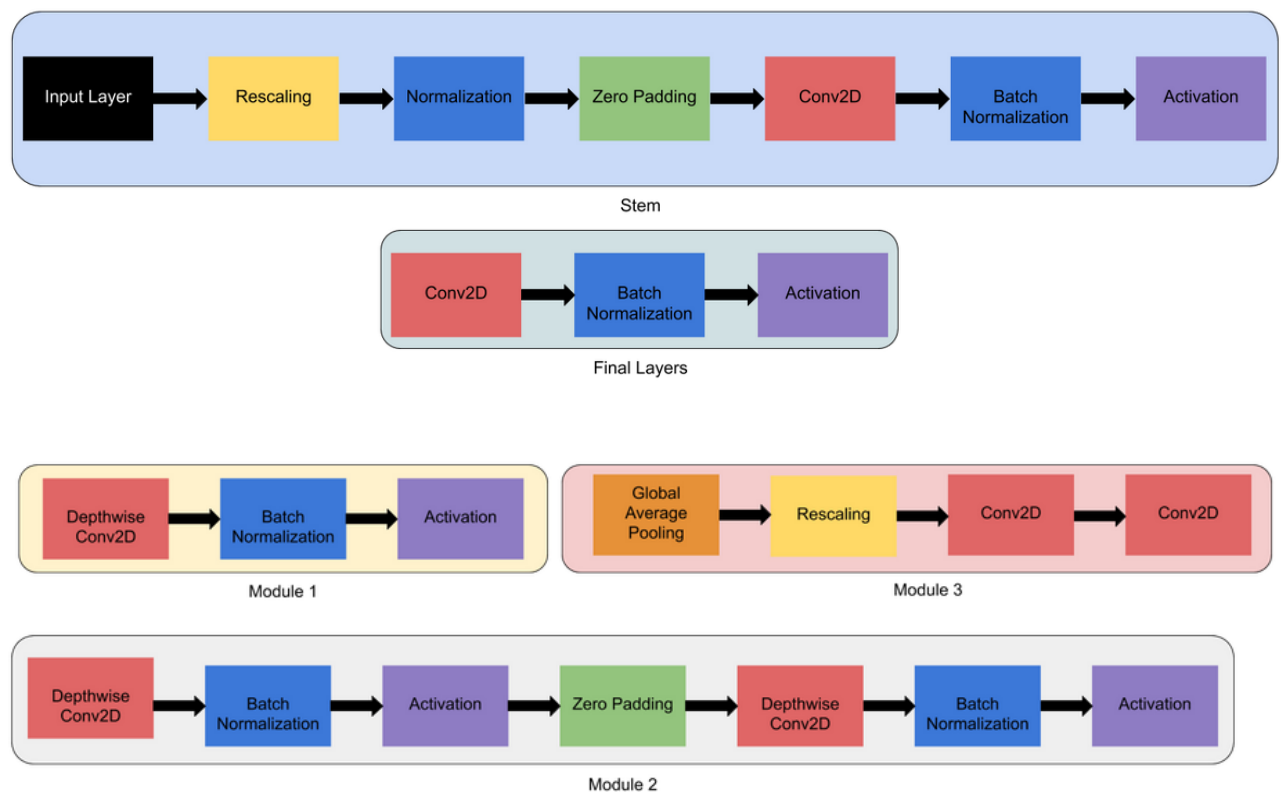 Input Layer
Rescaling
Normalization
Zero Padding
Conv2D
Batch
Normalization
Activation
Stem
Conv2D
Batch
Normalization
Activation
Final Layers
Depthwise
Conv2D
Batch
Normalization
Activation
Module 1
Global
Average
Pooling
Rescaling
Conv2D
Conv2D
Module 3
Depthwise
Conv2D
Batch
Normalization
Activation
Zero Padding
Depthwise
Conv2D
Batch
Normalization
Activation
Module 2